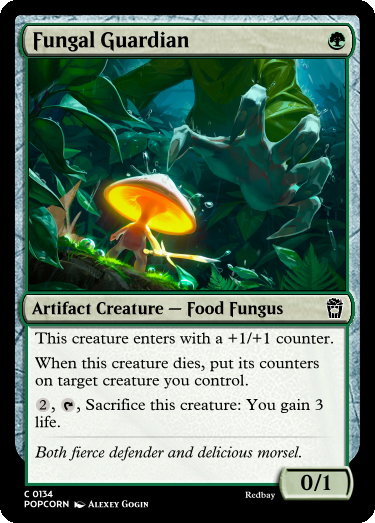 Fungal Guardian
Artifact Creature — Food Fungus
This creature enters with a +1/+1 counter.
When this creature dies, put its counters
on target creature you control.
2, , Sacrifice this creature: You gain 3
life.
Both fierce defender and delicious morsel.
0/1
C 0134
POPCORN Alexey Gogin
Redbay